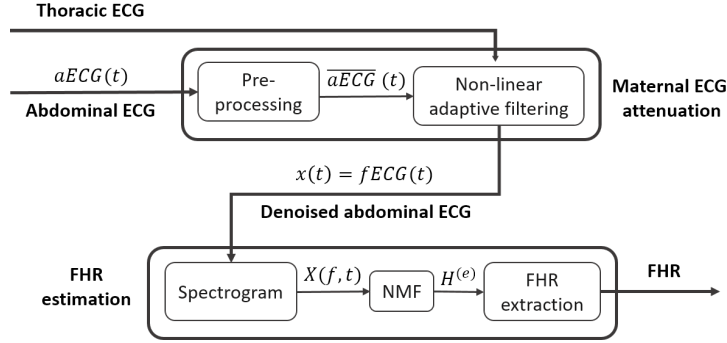 Thoracic ECG
aECG(t)
Abdominal ECG
Pre-
processing
\overline{aECG} (t)
Non-linear
adaptive filtering
Maternal ECG
attenuation
x(t) = fECG(t)
Denoised abdominal ECG
FHR
estimation
Spectrogram
X(f,t)
NMF
H^{(e)}
FHR
extraction
FHR